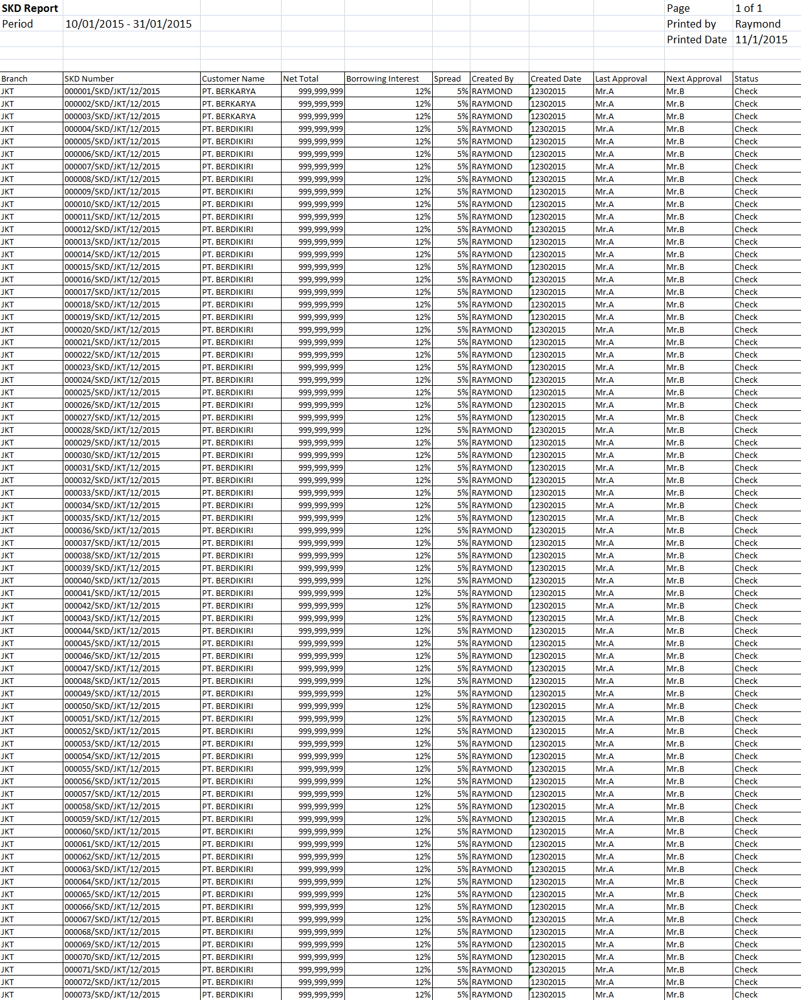 SKD Report Page 1 of 1
Period 10/01/2015 - 31/01/2015 Printed by Raymond
Printed Date 11/1/2015
Branch SKD Number Customer Name Net Total Borrowing Interest Spread Created By Created Date Last Approval Next Approval Status
JKT 000001/SKD/JKT/12/2015 PT. BERKARYA 999,999,999 12% 5% RAYMOND 12302015 Mr.A Mr.B Check
JKT 000002/SKD/JKT/12/2015 PT. BERKARYA 999,999,999 12% 5% RAYMOND 12302015 Mr.A Mr.B Check
JKT 000003/SKD/JKT/12/2015 PT. BERKARYA 999,999,999 12% 5% RAYMOND 12302015 Mr.A Mr.B Check
JKT 000004/SKD/JKT/12/2015 PT. BERDIKIRI 999,999,999 12% 5% RAYMOND 12302015 Mr.A Mr.B Check
JKT 000005/SKD/JKT/12/2015 PT. BERDIKIRI 999,999,999 12% 5% RAYMOND 12302015 Mr.A Mr.B Check
JKT 000006/SKD/JKT/12/2015 PT. BERDIKIRI 999,999,999 12% 5% RAYMOND 12302015 Mr.A Mr.B Check
JKT 000007/SKD/JKT/12/2015 PT. BERDIKIRI 999,999,999 12% 5% RAYMOND 12302015 Mr.A Mr.B Check
JKT 000008/SKD/JKT/12/2015 PT. BERDIKIRI 999,999,999 12% 5% RAYMOND 12302015 Mr.A Mr.B Check
JKT 000009/SKD/JKT/12/2015 PT. BERDIKIRI 999,999,999 12% 5% RAYMOND 12302015 Mr.A Mr.B Check
JKT 000010/SKD/JKT/12/2015 PT. BERDIKIRI 999,999,999 12% 5% RAYMOND 12302015 Mr.A Mr.B Check
JKT 000011/SKD/JKT/12/2015 PT. BERDIKIRI 999,999,999 12% 5% RAYMOND 12302015 Mr.A Mr.B Check
JKT 000012/SKD/JKT/12/2015 PT. BERDIKIRI 999,999,999 12% 5% RAYMOND 12302015 Mr.A Mr.B Check
JKT 000013/SKD/JKT/12/2015 PT. BERDIKIRI 999,999,999 12% 5% RAYMOND 12302015 Mr.A Mr.B Check
JKT 000014/SKD/JKT/12/2015 PT. BERDIKIRI 999,999,999 12% 5% RAYMOND 12302015 Mr.A Mr.B Check
JKT 000015/SKD/JKT/12/2015 PT. BERDIKIRI 999,999,999 12% 5% RAYMOND 12302015 Mr.A Mr.B Check
JKT 000016/SKD/JKT/12/2015 PT. BERDIKIRI 999,999,999 12% 5% RAYMOND 12302015 Mr.A Mr.B Check
JKT 000017/SKD/JKT/12/2015 PT. BERDIKIRI 999,999,999 12% 5% RAYMOND 12302015 Mr.A Mr.B Check
JKT 000018/SKD/JKT/12/2015 PT. BERDIKIRI 999,999,999 12% 5% RAYMOND 12302015 Mr.A Mr.B Check
JKT 000019/SKD/JKT/12/2015 PT. BERDIKIRI 999,999,999 12% 5% RAYMOND 12302015 Mr.A Mr.B Check
JKT 000020/SKD/JKT/12/2015 PT. BERDIKIRI 999,999,999 12% 5% RAYMOND 12302015 Mr.A Mr.B Check
JKT 000021/SKD/JKT/12/2015 PT. BERDIKIRI 999,999,999 12% 5% RAYMOND 12302015 Mr.A Mr.B Check
JKT 000022/SKD/JKT/12/2015 PT. BERDIKIRI 999,999,999 12% 5% RAYMOND 12302015 Mr.A Mr.B Check
JKT 000023/SKD/JKT/12/2015 PT. BERDIKIRI 999,999,999 12% 5% RAYMOND 12302015 Mr.A Mr.B Check
JKT 000024/SKD/JKT/12/2015 PT. BERDIKIRI 999,999,999 12% 5% RAYMOND 12302015 Mr.A Mr.B Check
JKT 000025/SKD/JKT/12/2015 PT. BERDIKIRI 999,999,999 12% 5% RAYMOND 12302015 Mr.A Mr.B Check
JKT 000026/SKD/JKT/12/2015 PT. BERDIKIRI 999,999,999 12% 5% RAYMOND 12302015 Mr.A Mr.B Check
JKT 000027/SKD/JKT/12/2015 PT. BERDIKIRI 999,999,999 12% 5% RAYMOND 12302015 Mr.A Mr.B Check
JKT 000028/SKD/JKT/12/2015 PT. BERDIKIRI 999,999,999 12% 5% RAYMOND 12302015 Mr.A Mr.B Check
JKT 000029/SKD/JKT/12/2015 PT. BERDIKIRI 999,999,999 12% 5% RAYMOND 12302015 Mr.A Mr.B Check
JKT 000030/SKD/JKT/12/2015 PT. BERDIKIRI 999,999,999 12% 5% RAYMOND 12302015 Mr.A Mr.B Check
JKT 000031/SKD/JKT/12/2015 PT. BERDIKIRI 999,999,999 12% 5% RAYMOND 12302015 Mr.A Mr.B Check
JKT 000032/SKD/JKT/12/2015 PT. BERDIKIRI 999,999,999 12% 5% RAYMOND 12302015 Mr.A Mr.B Check
JKT 000033/SKD/JKT/12/2015 PT. BERDIKIRI 999,999,999 12% 5% RAYMOND 12302015 Mr.A Mr.B Check
JKT 000034/SKD/JKT/12/2015 PT. BERDIKIRI 999,999,999 12% 5% RAYMOND 12302015 Mr.A Mr.B Check
JKT 000035/SKD/JKT/12/2015 PT. BERDIKIRI 999,999,999 12% 5% RAYMOND 12302015 Mr.A Mr.B Check
JKT 000036/SKD/JKT/12/2015 PT. BERDIKIRI 999,999,999 12% 5% RAYMOND 12302015 Mr.A Mr.B Check
JKT 000037/SKD/JKT/12/2015 PT. BERDIKIRI 999,999,999 12% 5% RAYMOND 12302015 Mr.A Mr.B Check
JKT 000038/SKD/JKT/12/2015 PT. BERDIKIRI 999,999,999 12% 5% RAYMOND 12302015 Mr.A Mr.B Check
JKT 000039/SKD/JKT/12/2015 PT. BERDIKIRI 999,999,999 12% 5% RAYMOND 12302015 Mr.A Mr.B Check
JKT 000040/SKD/JKT/12/2015 PT. BERDIKIRI 999,999,999 12% 5% RAYMOND 12302015 Mr.A Mr.B Check
JKT 000041/SKD/JKT/12/2015 PT. BERDIKIRI 999,999,999 12% 5% RAYMOND 12302015 Mr.A Mr.B Check
JKT 000042/SKD/JKT/12/2015 PT. BERDIKIRI 999,999,999 12% 5% RAYMOND 12302015 Mr.A Mr.B Check
JKT 000043/SKD/JKT/12/2015 PT. BERDIKIRI 999,999,999 12% 5% RAYMOND 12302015 Mr.A Mr.B Check
JKT 000044/SKD/JKT/12/2015 PT. BERDIKIRI 999,999,999 12% 5% RAYMOND 12302015 Mr.A Mr.B Check
JKT 000045/SKD/JKT/12/2015 PT. BERDIKIRI 999,999,999 12% 5% RAYMOND 12302015 Mr.A Mr.B Check
JKT 000046/SKD/JKT/12/2015 PT. BERDIKIRI 999,999,999 12% 5% RAYMOND 12302015 Mr.A Mr.B Check
JKT 000047/SKD/JKT/12/2015 PT. BERDIKIRI 999,999,999 12% 5% RAYMOND 12302015 Mr.A Mr.B Check
JKT 000048/SKD/JKT/12/2015 PT. BERDIKIRI 999,999,999 12% 5% RAYMOND 12302015 Mr.A Mr.B Check
JKT 000049/SKD/JKT/12/2015 PT. BERDIKIRI 999,999,999 12% 5% RAYMOND 12302015 Mr.A Mr.B Check
JKT 000050/SKD/JKT/12/2015 PT. BERDIKIRI 999,999,999 12% 5% RAYMOND 12302015 Mr.A Mr.B Check
JKT 000051/SKD/JKT/12/2015 PT. BERDIKIRI 999,999,999 12% 5% RAYMOND 12302015 Mr.A Mr.B Check
JKT 000052/SKD/JKT/12/2015 PT. BERDIKIRI 999,999,999 12% 5% RAYMOND 12302015 Mr.A Mr.B Check
JKT 000053/SKD/JKT/12/2015 PT. BERDIKIRI 999,999,999 12% 5% RAYMOND 12302015 Mr.A Mr.B Check
JKT 000054/SKD/JKT/12/2015 PT. BERDIKIRI 999,999,999 12% 5% RAYMOND 12302015 Mr.A Mr.B Check
JKT 000055/SKD/JKT/12/2015 PT. BERDIKIRI 999,999,999 12% 5% RAYMOND 12302015 Mr.A Mr.B Check
JKT 000056/SKD/JKT/12/2015 PT. BERDIKIRI 999,999,999 12% 5% RAYMOND 12302015 Mr.A Mr.B Check
JKT 000057/SKD/JKT/12/2015 PT. BERDIKIRI 999,999,999 12% 5% RAYMOND 12302015 Mr.A Mr.B Check
JKT 000058/SKD/JKT/12/2015 PT. BERDIKIRI 999,999,999 12% 5% RAYMOND 12302015 Mr.A Mr.B Check
JKT 000059/SKD/JKT/12/2015 PT. BERDIKIRI 999,999,999 12% 5% RAYMOND 12302015 Mr.A Mr.B Check
JKT 000060/SKD/JKT/12/2015 PT. BERDIKIRI 999,999,999 12% 5% RAYMOND 12302015 Mr.A Mr.B Check
JKT 000061/SKD/JKT/12/2015 PT. BERDIKIRI 999,999,999 12% 5% RAYMOND 12302015 Mr.A Mr.B Check
JKT 000062/SKD/JKT/12/2015 PT. BERDIKIRI 999,999,999 12% 5% RAYMOND 12302015 Mr.A Mr.B Check
JKT 000063/SKD/JKT/12/2015 PT. BERDIKIRI 999,999,999 12% 5% RAYMOND 12302015 Mr.A Mr.B Check
JKT 000064/SKD/JKT/12/2015 PT. BERDIKIRI 999,999,999 12% 5% RAYMOND 12302015 Mr.A Mr.B Check
JKT 000065/SKD/JKT/12/2015 PT. BERDIKIRI 999,999,999 12% 5% RAYMOND 12302015 Mr.A Mr.B Check
JKT 000066/SKD/JKT/12/2015 PT. BERDIKIRI 999,999,999 12% 5% RAYMOND 12302015 Mr.A Mr.B Check
JKT 000067/SKD/JKT/12/2015 PT. BERDIKIRI 999,999,999 12% 5% RAYMOND 12302015 Mr.A Mr.B Check
JKT 000068/SKD/JKT/12/2015 PT. BERDIKIRI 999,999,999 12% 5% RAYMOND 12302015 Mr.A Mr.B Check
JKT 000069/SKD/JKT/12/2015 PT. BERDIKIRI 999,999,999 12% 5% RAYMOND 12302015 Mr.A Mr.B Check
JKT 000070/SKD/JKT/12/2015 PT. BERDIKIRI 999,999,999 12% 5% RAYMOND 12302015 Mr.A Mr.B Check
JKT 000071/SKD/JKT/12/2015 PT. BERDIKIRI 999,999,999 12% 5% RAYMOND 12302015 Mr.A Mr.B Check
JKT 000072/SKD/JKT/12/2015 PT. BERDIKIRI 999,999,999 12% 5% RAYMOND 12302015 Mr.A Mr.B Check
JKT 000073/SKD/JKT/12/2015 PT. BERDIKIRI 999,999,999 12% 5% RAYMOND 12302015 Mr.A Mr.B Check